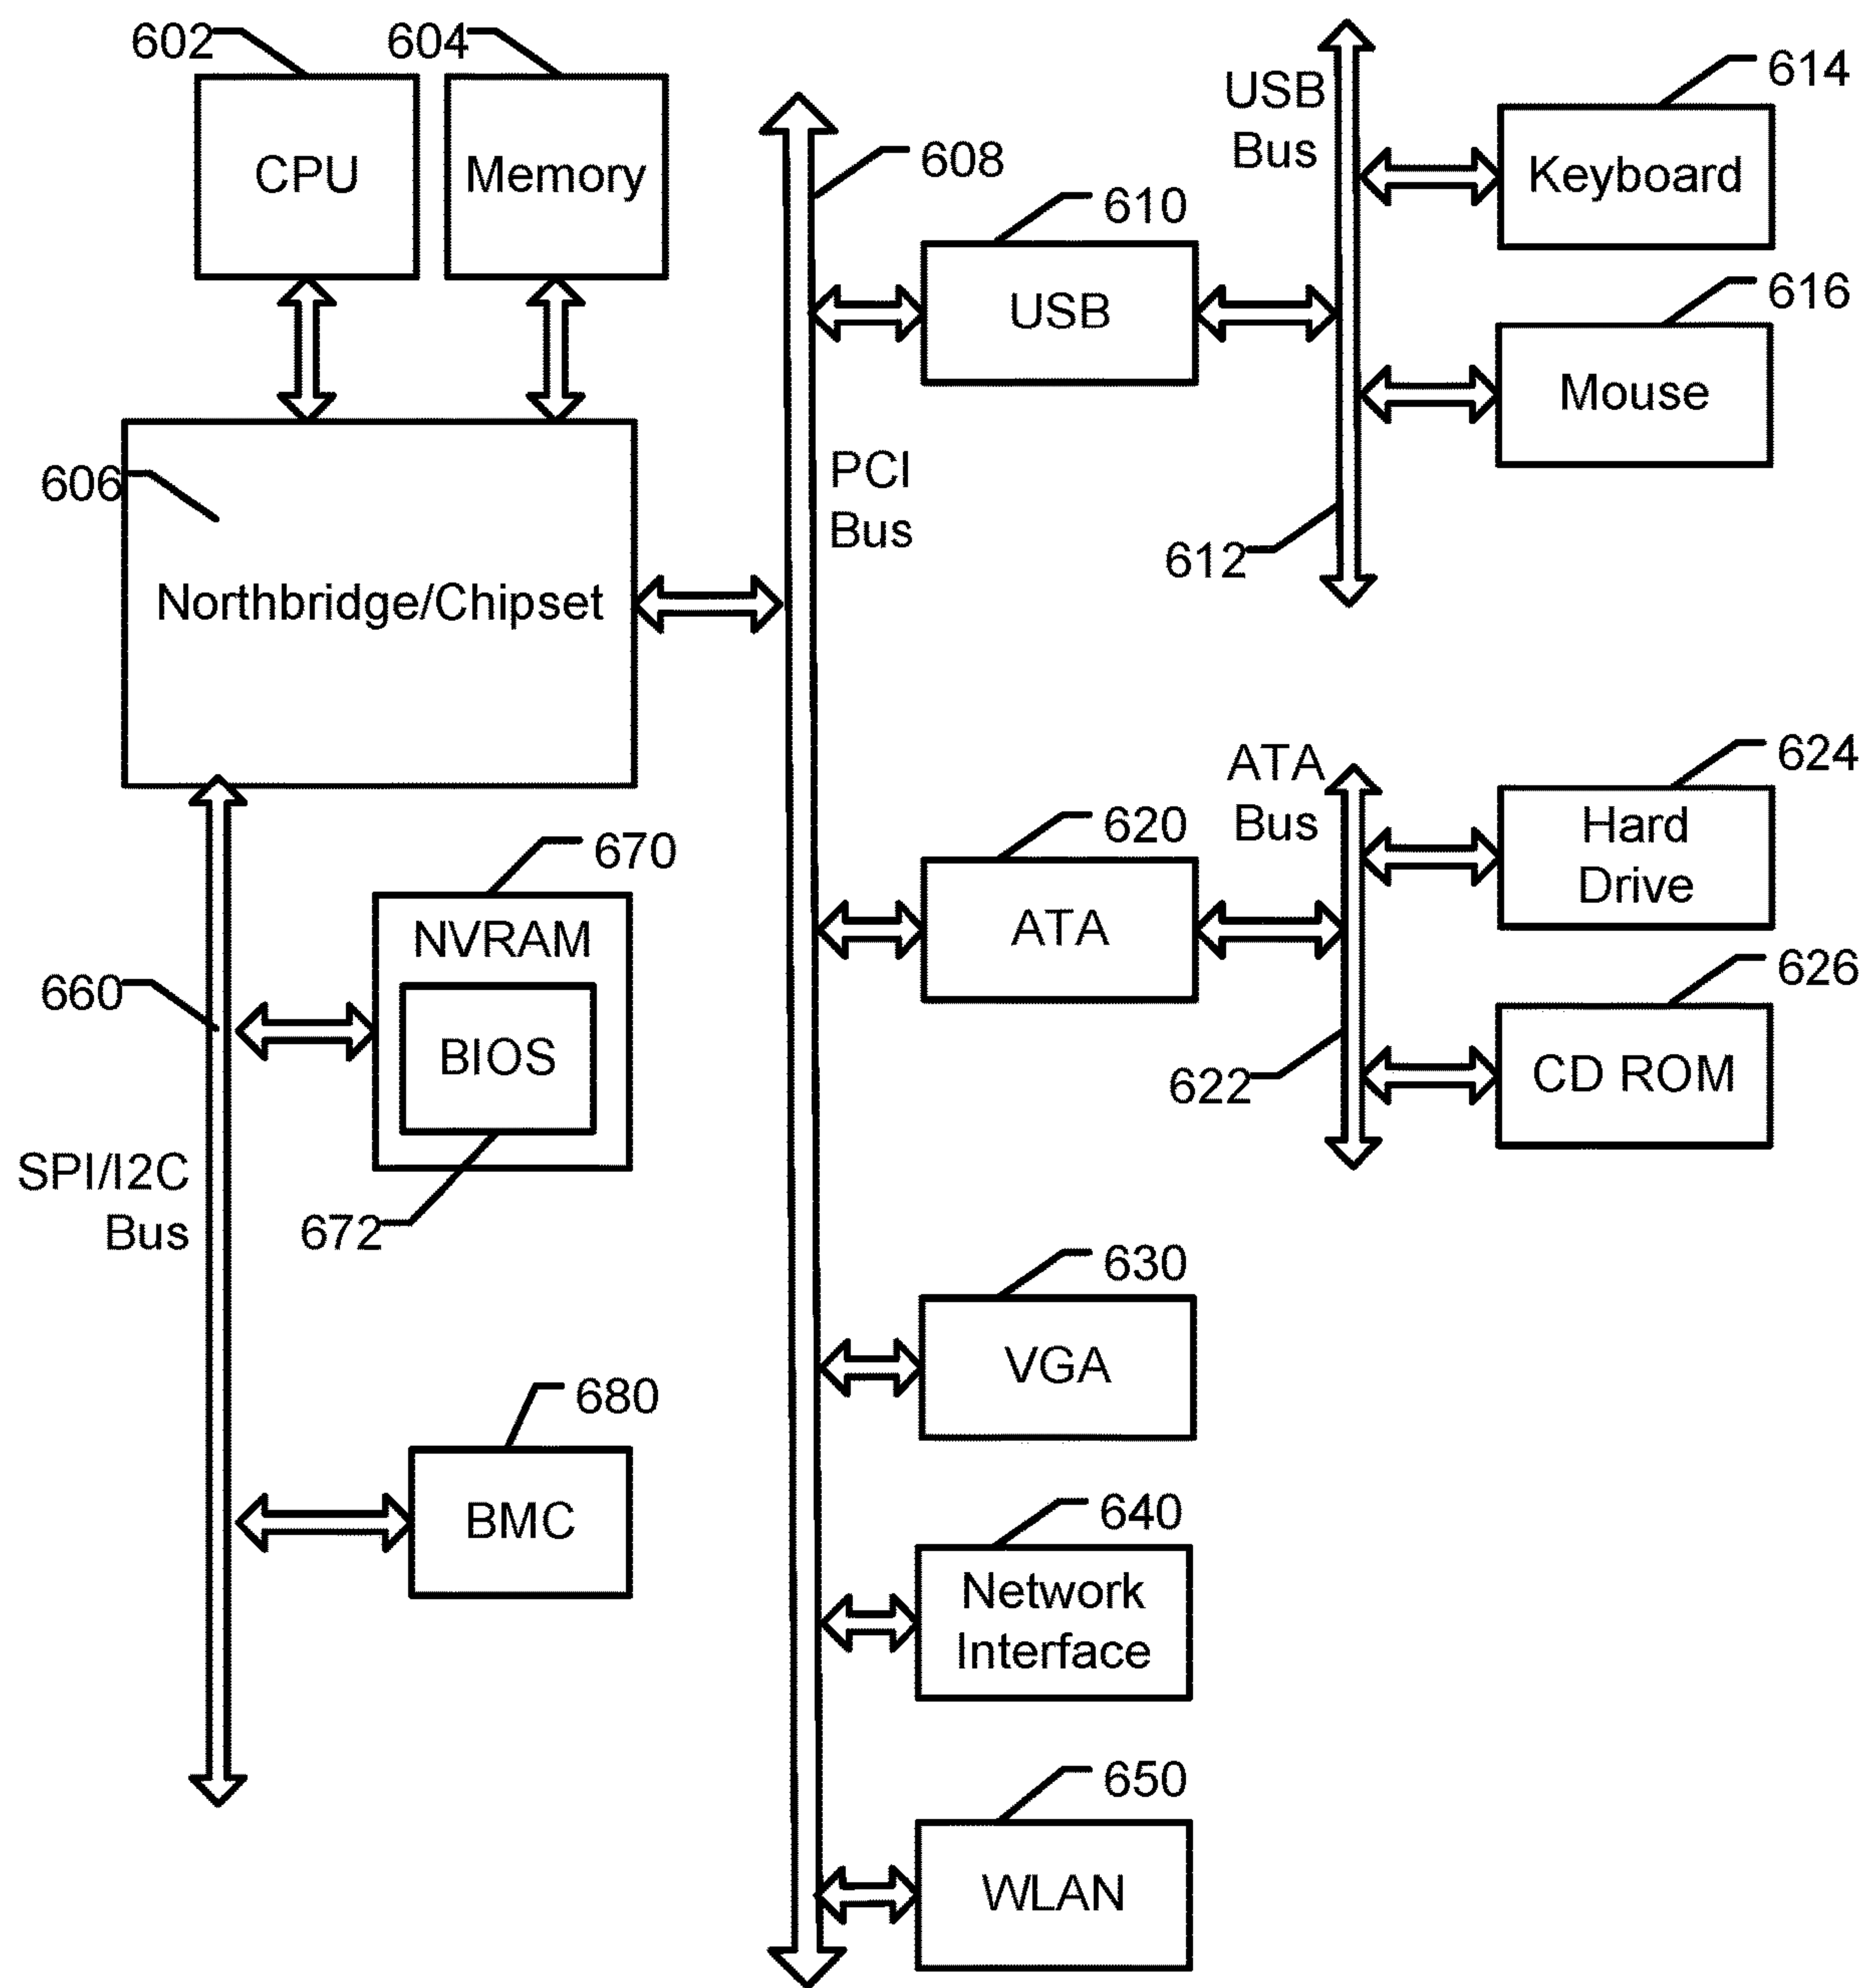 602
604
CPU
Memory
606
Northbridge/Chipset
608
PCI
Bus
610
USB
USB
Bus
612
614
Keyboard
616
Mouse
620
ATA
ATA
Bus
622
624
Hard
Drive
626
CD ROM
630
VGA
640
Network
Interface
650
WLAN
660
SPI/I2C
Bus
670
NVRAM
BIOS
672
680
BMC